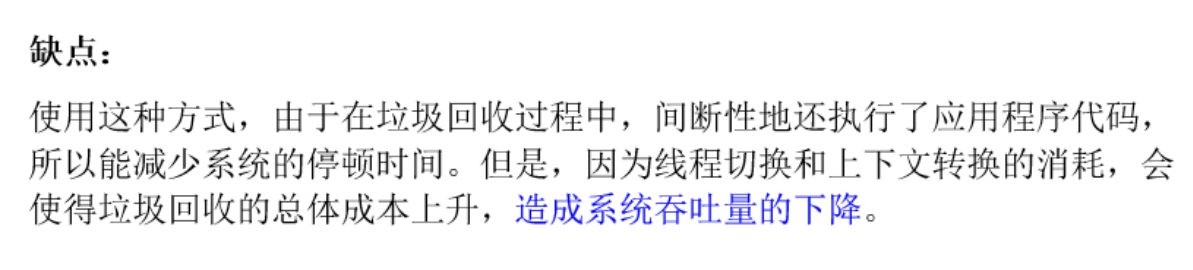 缺点：
使用这种方式，由于在垃圾回收过程中，间断性地还执行了应用程序代码，
所以能减少系统的停顿时间。但是，因为线程切换和上下文转换的消耗，会
使得垃圾回收的总体成本上升，造成系统吞吐量的下降。